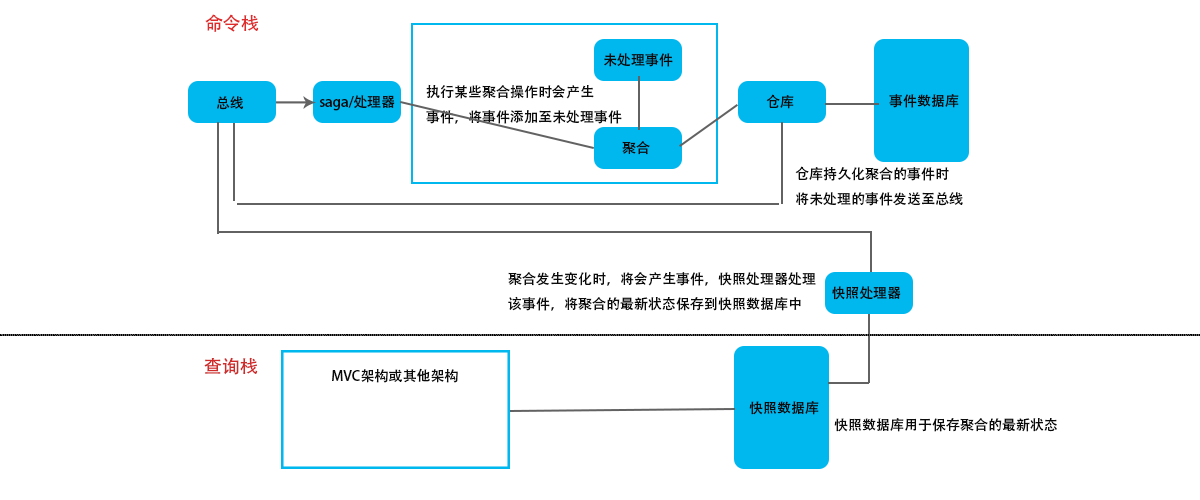 命令栈
总线
saga/处理器
执行某些聚合操作时会产生
事件，将事件添加至未处理事件
未处理事件
聚合
仓库
事件数据库
仓库持久化聚合的事件时
将未处理的事件发送至总线
聚合发生变化时，将会产生事件，快照处理器处理
该事件，将聚合的最新状态保存到快照数据库中
快照处理器
查询栈
MVC架构或其他架构
快照数据库
快照数据库用于保存聚合的最新状态